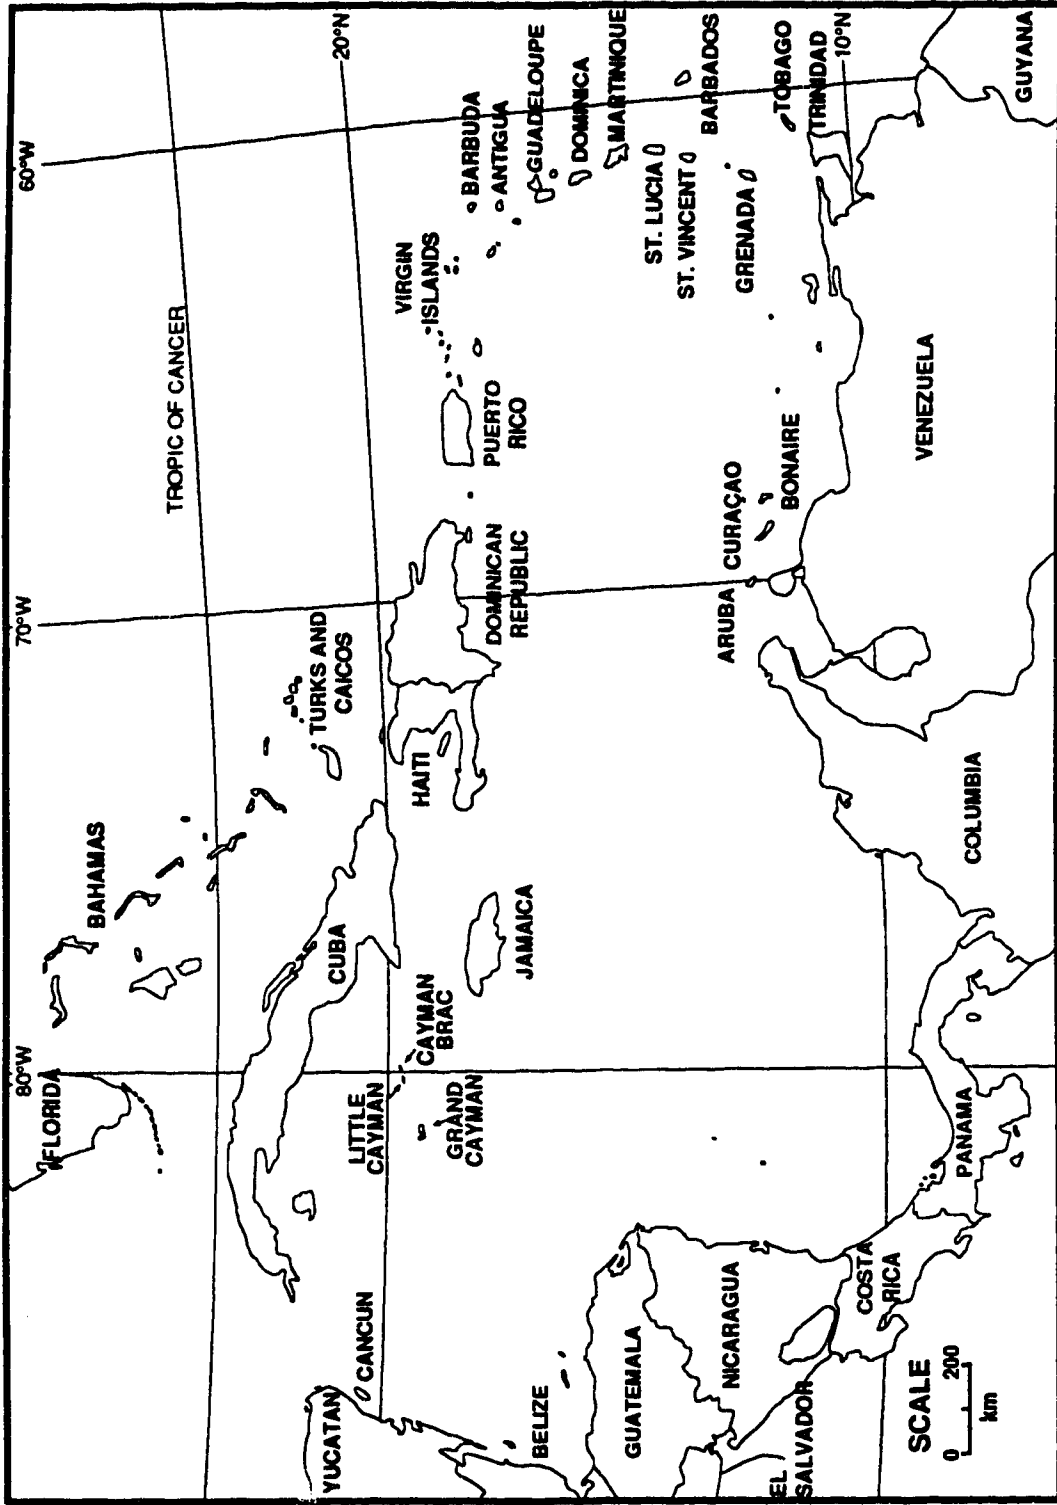 80°W
70°W
60°W
FLORIDA
BAHAMAS
TROPIC OF CANCER
20°N
TURKS AND
CAICOS
CUBA
YUCATAN
CANCUN
LITTLE
CAYMAN
CAYMAN
BRAC
GRAND
CAYMAN
HAITI
DOMINICAN
REPUBLIC
PUERTO
RICO
VIRGIN
ISLANDS
BARBUDA
ANTIGUA
GUADELOUPE
DOMINICA
MARTINIQUE
JAMAICA
BELIZE
GUATEMALA
ST. LUCIA
ST. VINCENT
BARBADOS
GRENADA
TOBAGO
TRINIDAD
10°N
ARUBA
CURAÇAO
BONAIRE
NICARAGUA
EL
SALVADOR
COSTA
RICA
PANAMA
COLUMBIA
VENEZUELA
GUYANA
SCALE
0 200
km